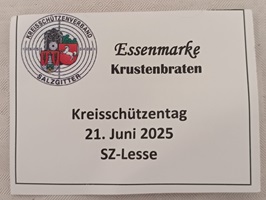 KREISSCHÜTZENVERBAND
SALZGITTER
Essenmarke
Krustenbraten
Kreisschützentag
21. Juni 2025
SZ-Lesse